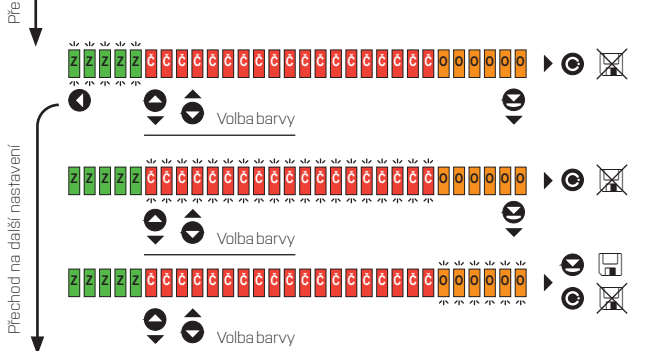 Pře
Z Z Z Z Z Č Č Č Č Č Č Č Č Č Č Č Č Č Č Č Č Č Č Č O O O O O O
Volba barvy
Přechod na další nastavení
Z Z Z Z Z Č Č Č Č Č Č Č Č Č Č Č Č Č Č Č Č Č Č Č O O O O O O
Volba barvy
Z Z Z Z Z Č Č Č Č Č Č Č Č Č Č Č Č Č Č Č Č Č Č Č O O O O O O
Volba barvy